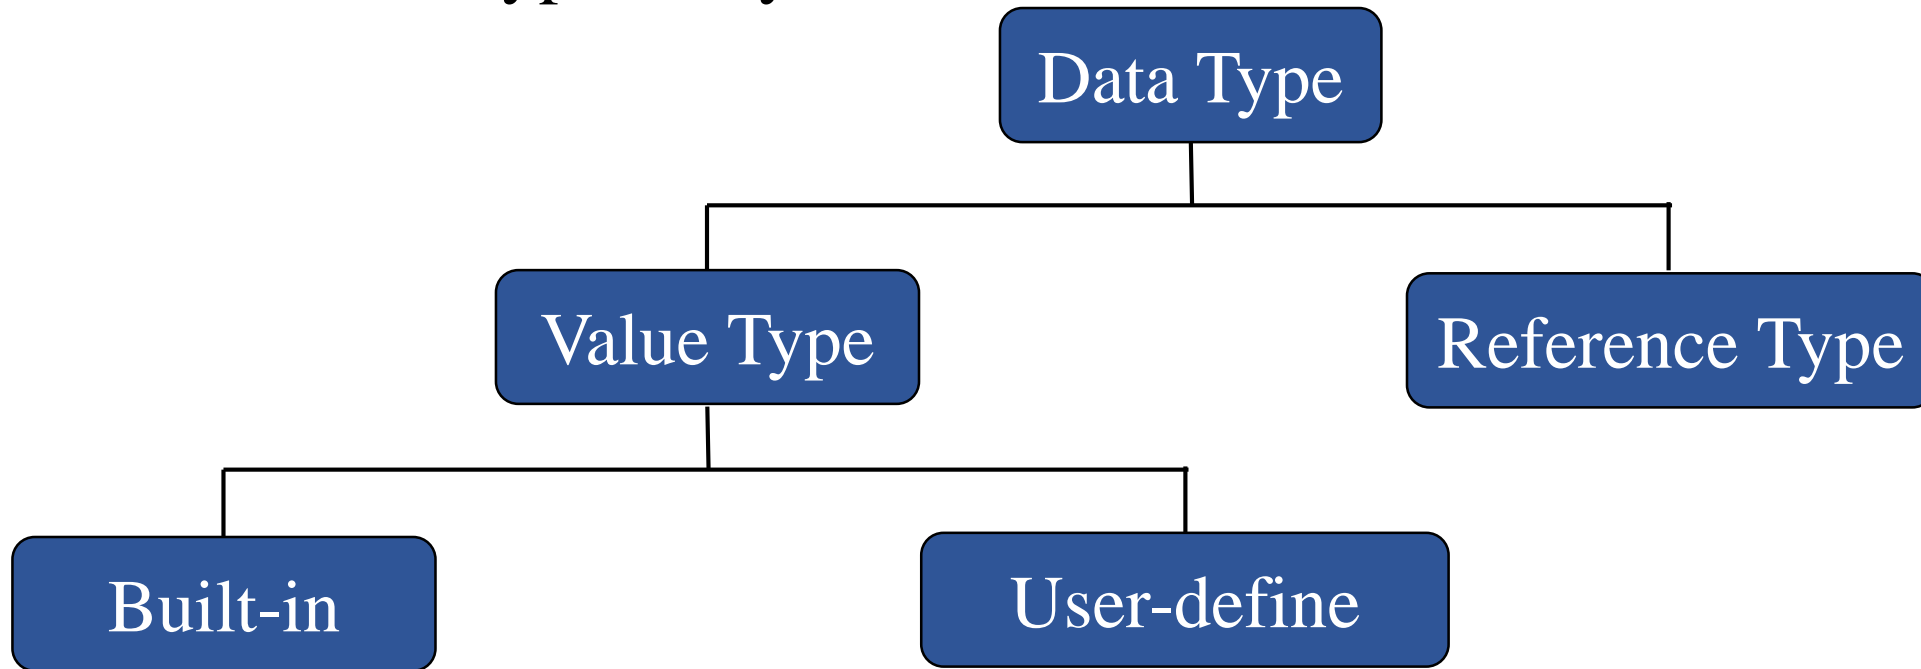 Data Type
Value Type
Reference Type
Built-in
User-define